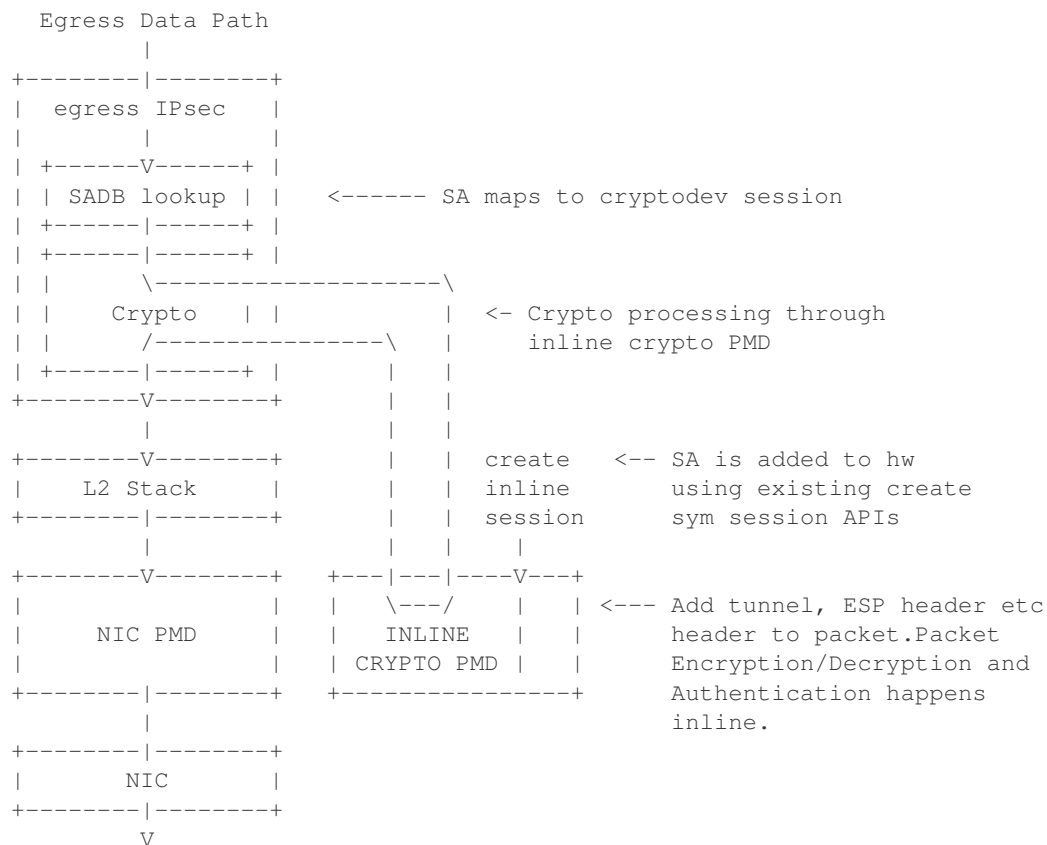 Egress Data Path
egress IPsec
SADB lookup <------ SA maps to cryptodev session
Crypto <- Crypto processing through
inline crypto PMD
create <-- SA is added to hw
L2 Stack inline using existing create
session sym session APIs
<--- Add tunnel, ESP header etc
NIC PMD INLINE header to packet.Packet
CRYPTO PMD Encryption/Decryption and
Authentication happens
inline.
NIC